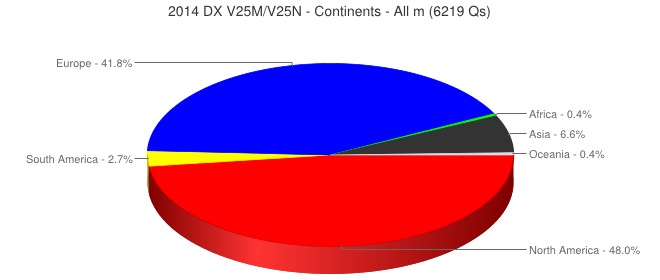 2014 DX V25M/V25N - Continents - All m (6219 Qs)
Europe - 41.8%
Africa - 0.4%
Asia - 6.6%
Oceania - 0.4%
South America - 2.7%
North America - 48.0%